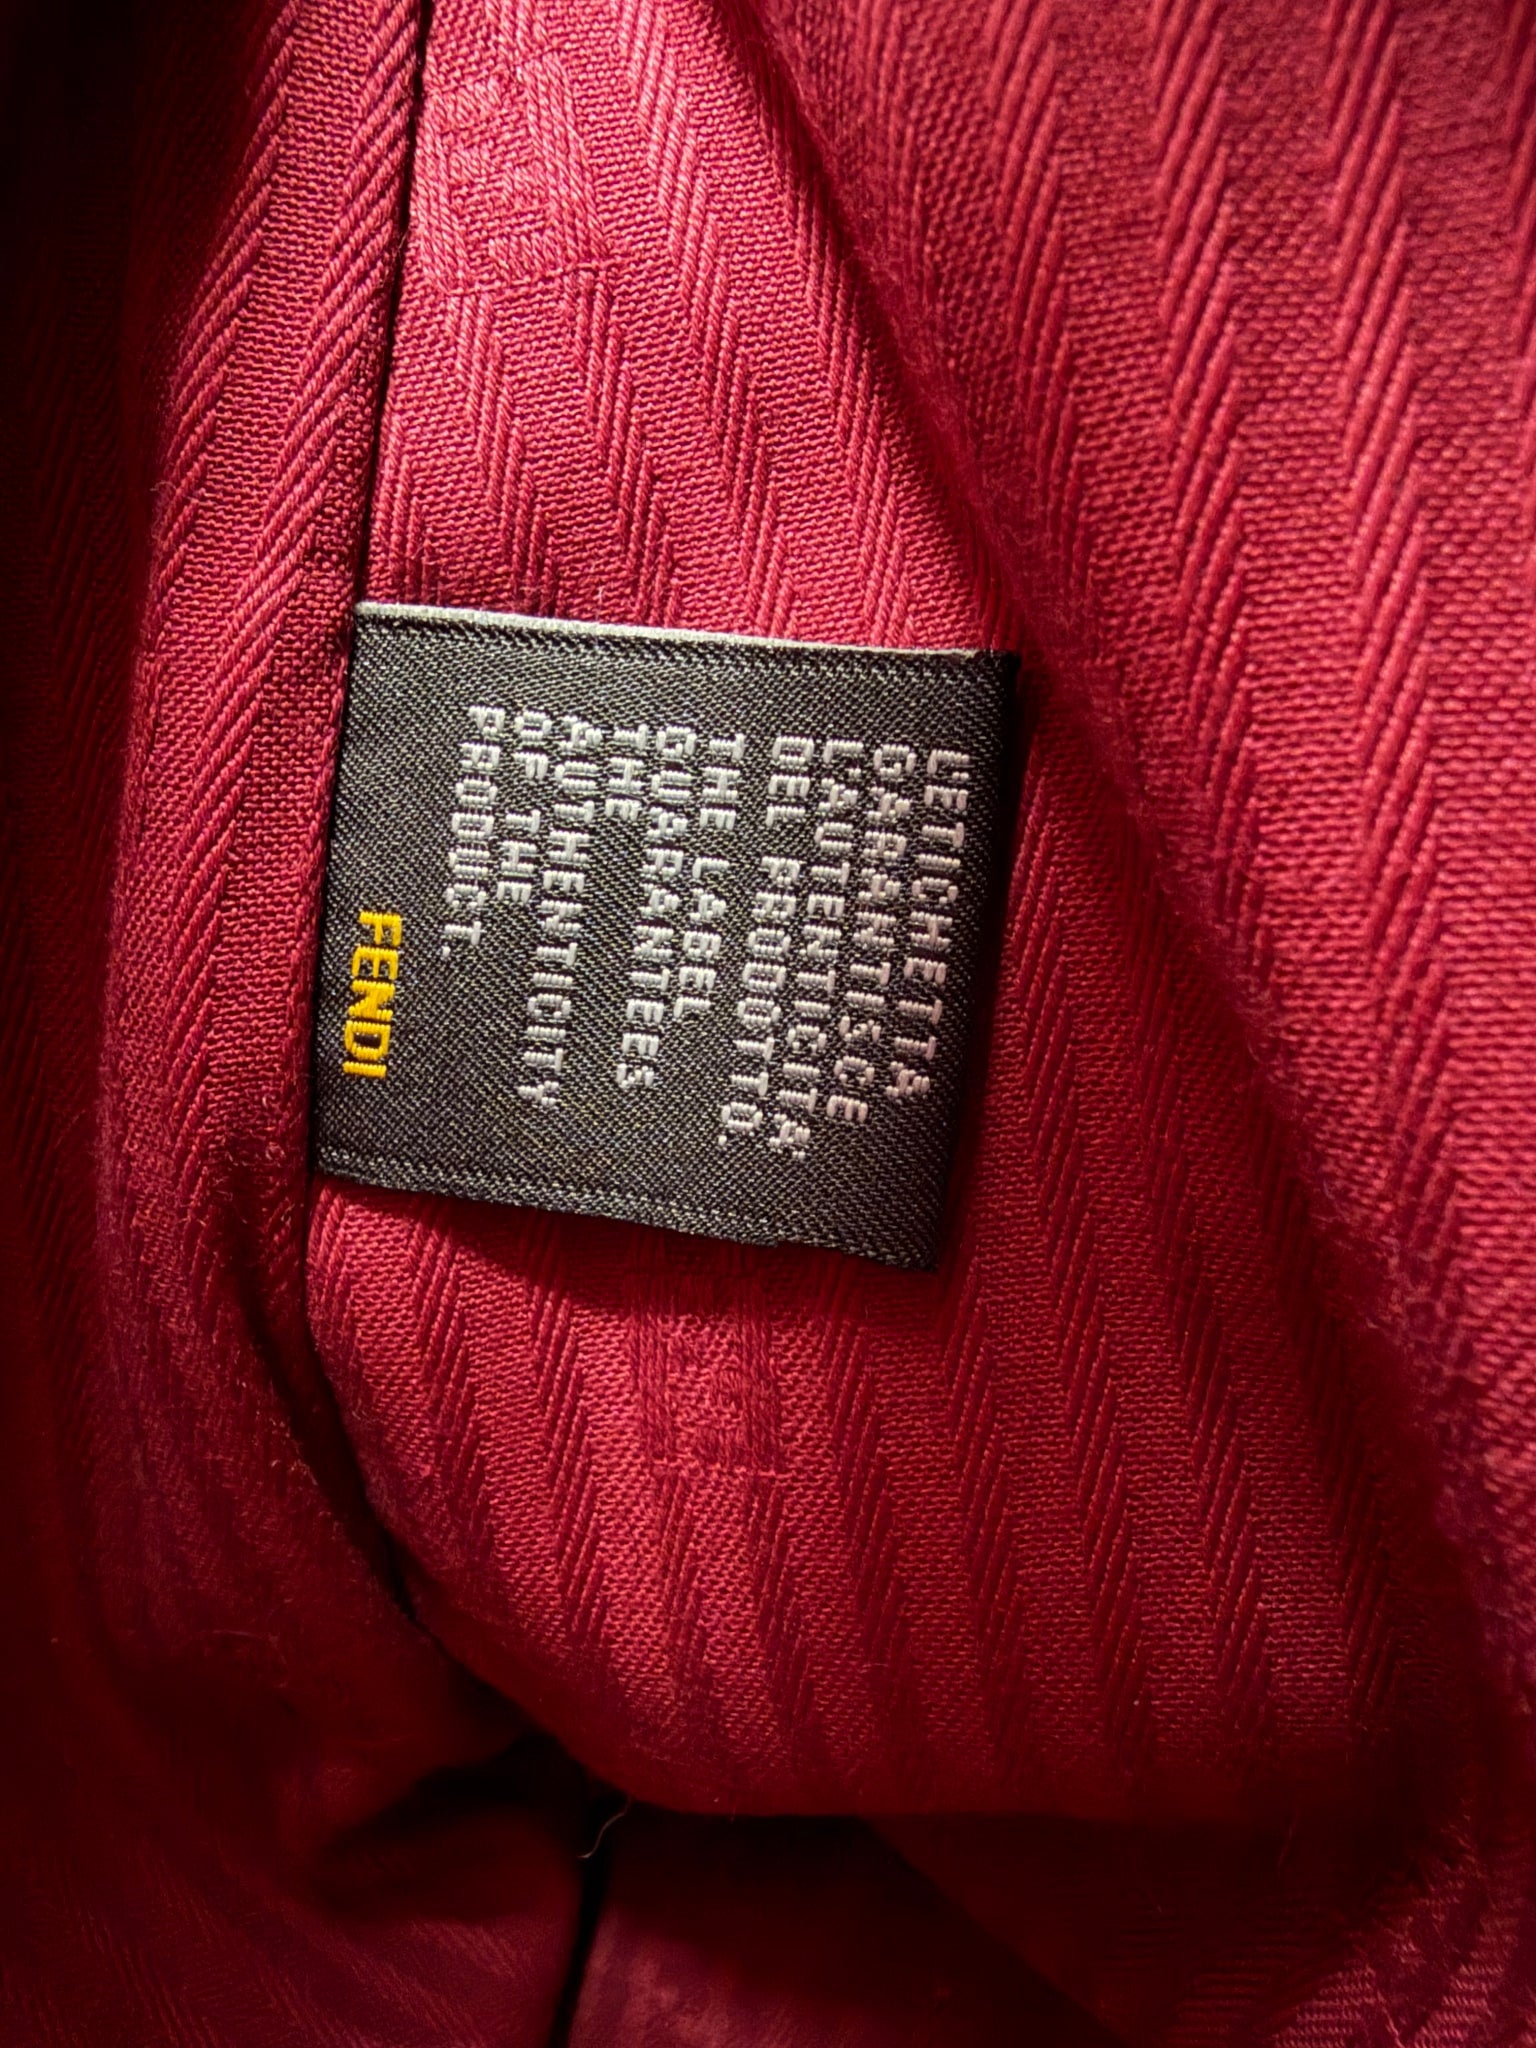 L'ETICHETTA
GARANTISCE
L'AUTENTICITA'
DEL PRODOTTO.
THE LABEL
GUARANTEES
THE
AUTHENTICITY
OF THE
PRODUCT.
FENDI